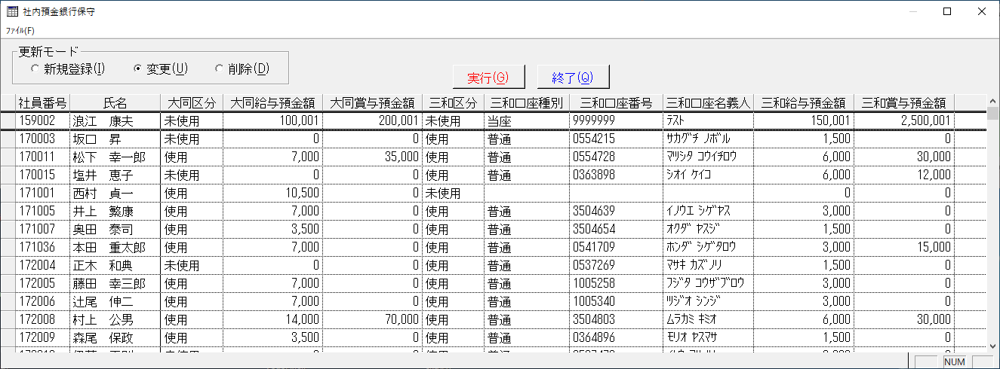 社内預金銀行保守
ﾌｧｲﾙ(F)
更新モード
新規登録(I) 変更(U) 削除(D)
実行(G) 終了(Q)
社員番号 氏名 大同区分 大同給与預金額 大同賞与預金額 三和区分 三和口座種別 三和口座番号 三和口座名義人 三和給与預金額 三和賞与預金額
159002 浪江　康夫 未使用 100,001 200,001 未使用 当座 9999999 ﾃｽﾄ 150,001 2,500,001
170003 坂口　昇 未使用 0 0 使用 普通 0554215 ｻｶｸﾞﾁ ﾉﾎﾞﾙ 1,500 0
170011 松下　幸一郎 使用 7,000 35,000 使用 普通 0554728 ﾏﾂｼﾀ ｺｳｲﾁﾛｳ 6,000 30,000
170015 塩井　恵子 未使用 0 0 使用 普通 0363898 ｼｵｲ ｹｲｺ 6,000 12,000
171001 西村　貞一 使用 10,500 0 未使用 0 0
171005 井上　繁康 使用 7,000 0 使用 普通 3504639 ｲﾉｳｴ ｼｹﾞﾔｽ 3,000 0
171007 奥田　泰司 使用 3,500 0 使用 普通 3504654 ｵｸﾀﾞ ﾔｽｼﾞ 1,500 0
171036 本田　重太郎 使用 7,000 0 使用 普通 0541709 ﾎﾝﾀﾞ ｼｹﾞﾀﾛｳ 3,000 15,000
172004 正木　和典 未使用 0 0 使用 普通 0537269 ﾏｻｷ ｶｽﾞﾉﾘ 1,500 0
172005 藤田　幸三郎 使用 7,000 0 使用 普通 1005258 ﾌｼﾞﾀ ｺｳｻﾞﾌﾞﾛｳ 3,000 0
172006 辻尾　伸二 使用 7,000 0 使用 普通 1005340 ﾂｼﾞｵ ｼﾝｼﾞ 3,000 0
172008 村上　公男 使用 14,000 70,000 使用 普通 3504803 ﾑﾗｶﾐ ｷﾐｵ 6,000 30,000
172009 森尾　保政 使用 3,500 0 使用 普通 0364896 ﾓﾘｵ ﾔｽﾏｻ 1,500 0
NUM